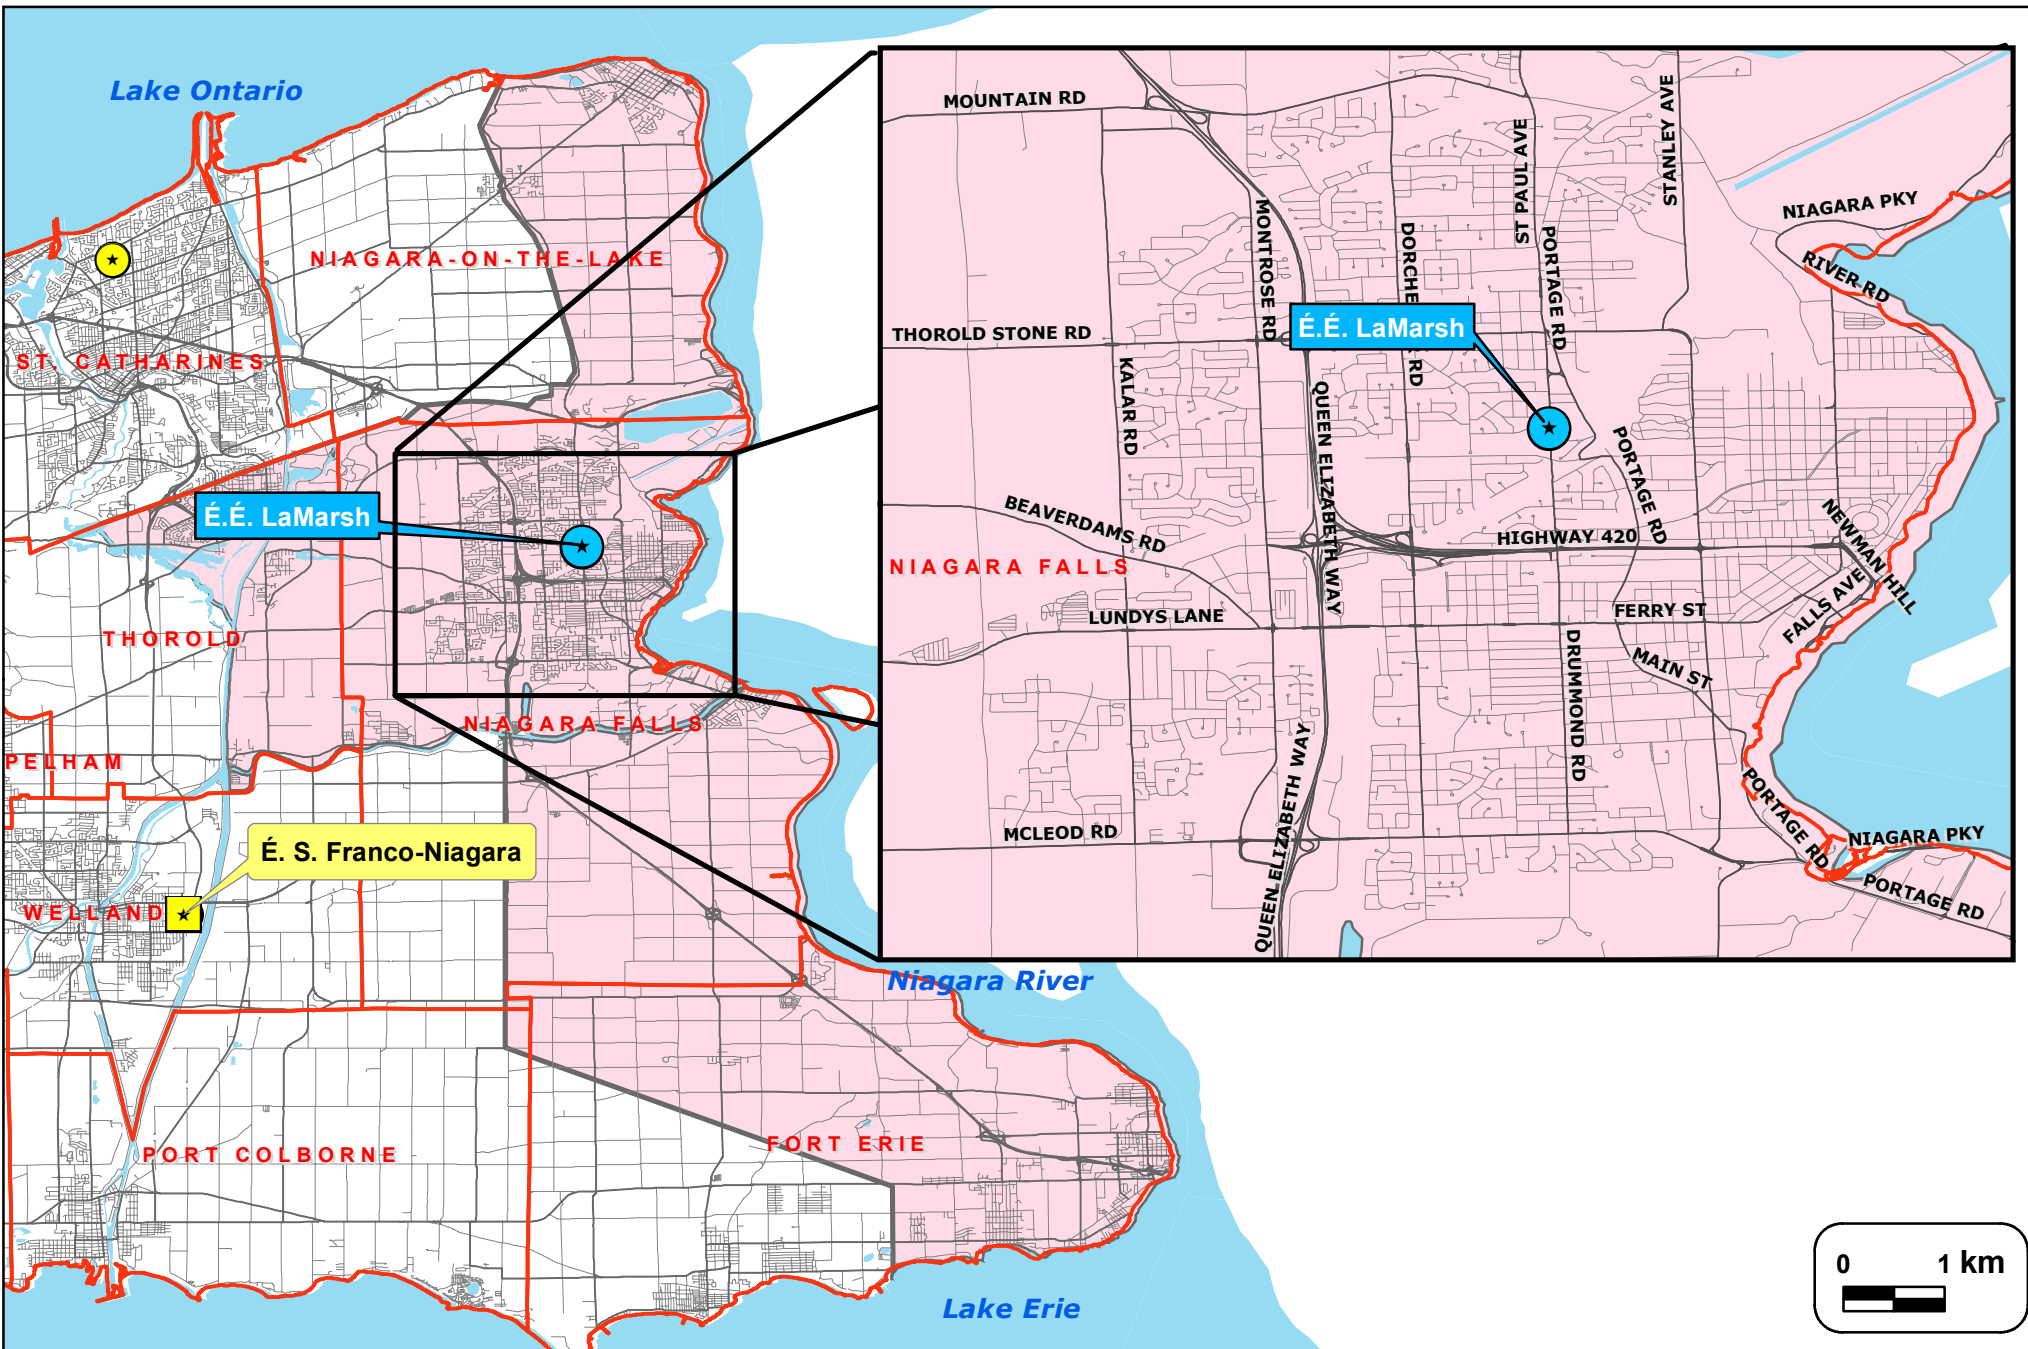 Lake Ontario
NIAGARA-ON-THE-LAKE
ST. CATHARINES
É.É. LaMarsh
THOROLD
NIAGARA FALLS
PELHAM
É. S. Franco-Niagara
WELLAND
PORT COLBORNE
FORT ERIE
Niagara River
Lake Erie
MOUNTAIN RD
ST PAUL AVE
STANLEY AVE
NIAGARA PKY
RIVER RD
MONTROSE RD
PORTAGE RD
É.É. LaMarsh
THOROLD STONE RD
KALAR RD
QUEEN ELIZABETH WAY
PORTAGE RD
BEAVERDAMS RD
HIGHWAY 420
NEWMAN HILL
NIAGARA FALLS
FALLS AVE
LUNDYS LANE
FERRY ST
MAIN ST
DRUMMOND RD
QUEEN ELIZABETH WAY
PORTAGE RD
MCLEOD RD
NIAGARA PKY
PORTAGE RD
0 1 km